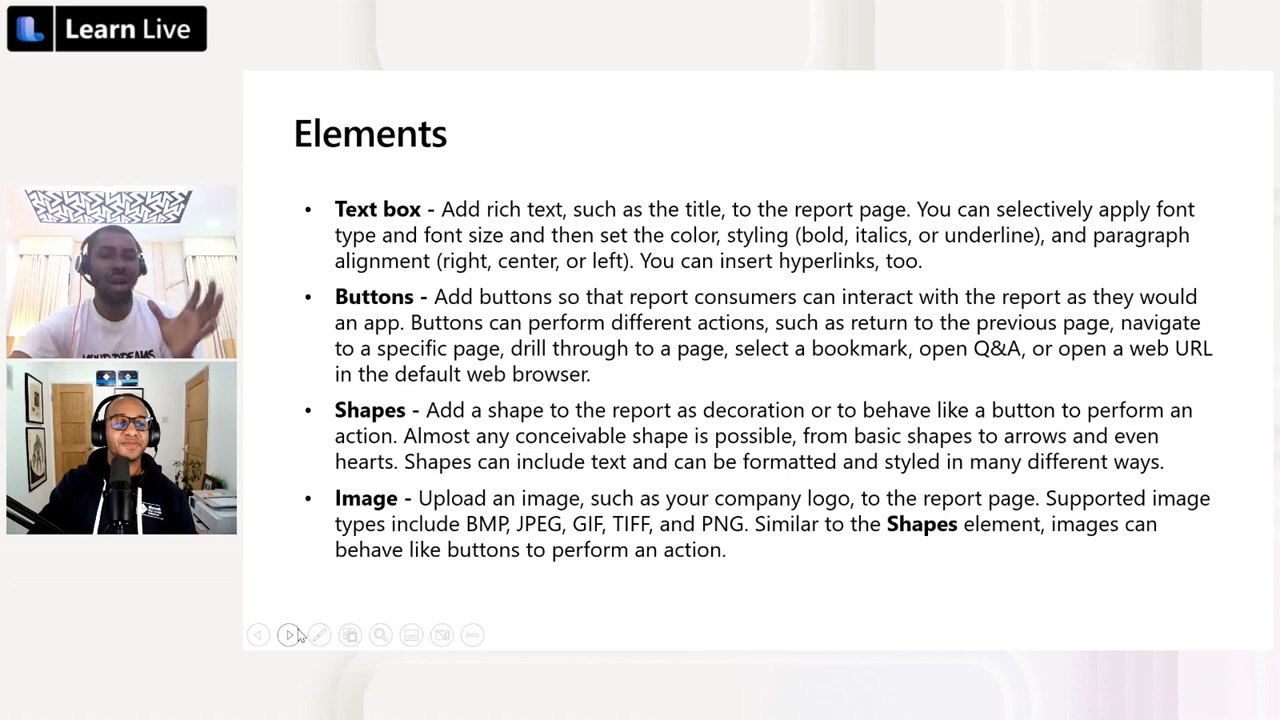 Learn Live
Elements
• Text box - Add rich text, such as the title, to the report page. You can selectively apply font
type and font size and then set the color, styling (bold, italics, or underline), and paragraph
alignment (right, center, or left). You can insert hyperlinks, too.
• Buttons - Add buttons so that report consumers can interact with the report as they would
an app. Buttons can perform different actions, such as return to the previous page, navigate
to a specific page, drill through to a page, select a bookmark, open Q&A, or open a web URL
in the default web browser.
• Shapes - Add a shape to the report as decoration or to behave like a button to perform an
action. Almost any conceivable shape is possible, from basic shapes to arrows and even
hearts. Shapes can include text and can be formatted and styled in many different ways.
• Image - Upload an image, such as your company logo, to the report page. Supported image
types include BMP, JPEG, GIF, TIFF, and PNG. Similar to the Shapes element, images can
behave like buttons to perform an action.
YOUR DREAMS